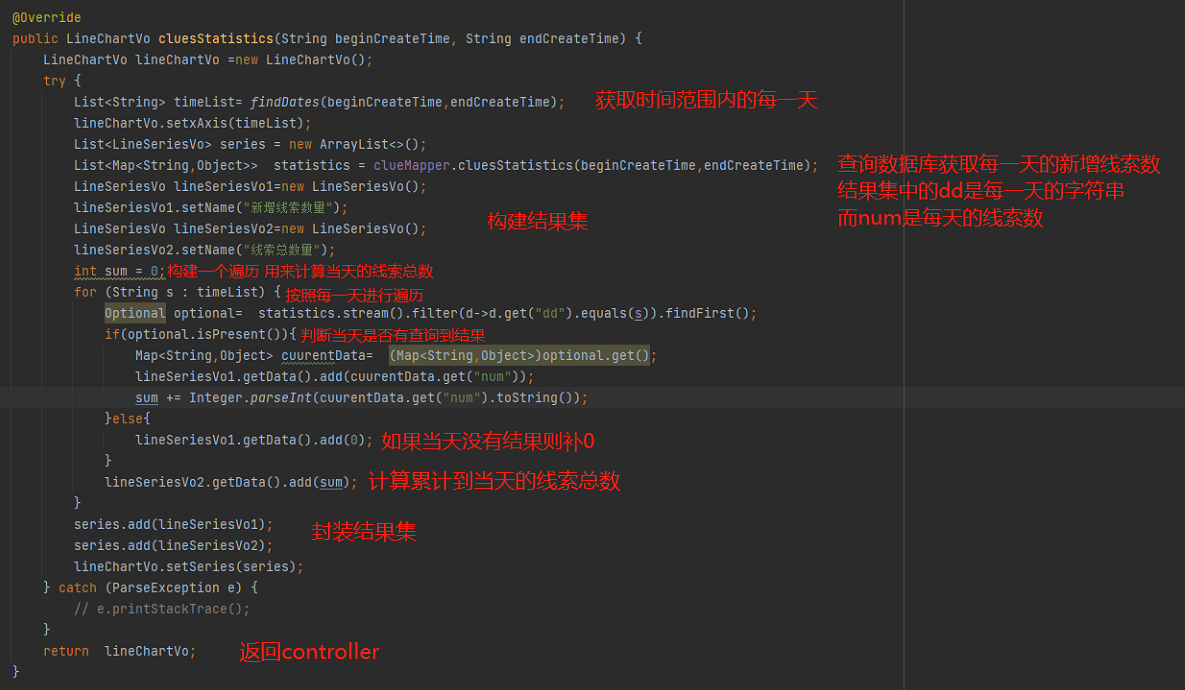 @Override
public LineChartVo cluesStatistics(String beginCreateTime, String endCreateTime) {
LineChartVo lineChartVo =new LineChartVo();
try {
List<String> timeList= findDates(beginCreateTime,endCreateTime); 获取时间范围内的每一天
lineChartVo.setxAxis(timeList);
List<LineSeriesVo> series = new ArrayList<>();
List<Map<String,Object>>  statistics = clueMapper.cluesStatistics(beginCreateTime,endCreateTime); 查询数据库获取每一天的新增线索数
LineSeriesVo lineSeriesVo1=new LineSeriesVo(); 结果集中的dd是每一天的字符串
lineSeriesVo1.setName("新增线索数量"); 而num是每天的线索数
LineSeriesVo lineSeriesVo2=new LineSeriesVo(); 构建结果集
lineSeriesVo2.setName("线索总数量");
int sum = 0; 构建一个遍历 用来计算当天的线索总数
for (String s : timeList) { 按照每一天进行遍历
Optional optional=  statistics.stream().filter(d->d.get("dd").equals(s)).findFirst();
if(optional.isPresent()){ 判断当天是否有查询到结果
Map<String,Object> cuurentData=  (Map<String,Object>)optional.get();
lineSeriesVo1.getData().add(cuurentData.get("num"));
sum += Integer.parseInt(cuurentData.get("num").toString());
}else{
lineSeriesVo1.getData().add(0); 如果当天没有结果则补0
}
lineSeriesVo2.getData().add(sum); 计算累计到当天的线索总数
}
series.add(lineSeriesVo1); 封装结果集
series.add(lineSeriesVo2);
lineChartVo.setSeries(series);
} catch (ParseException e) {
// e.printStackTrace();
}
return  lineChartVo; 返回controller
}